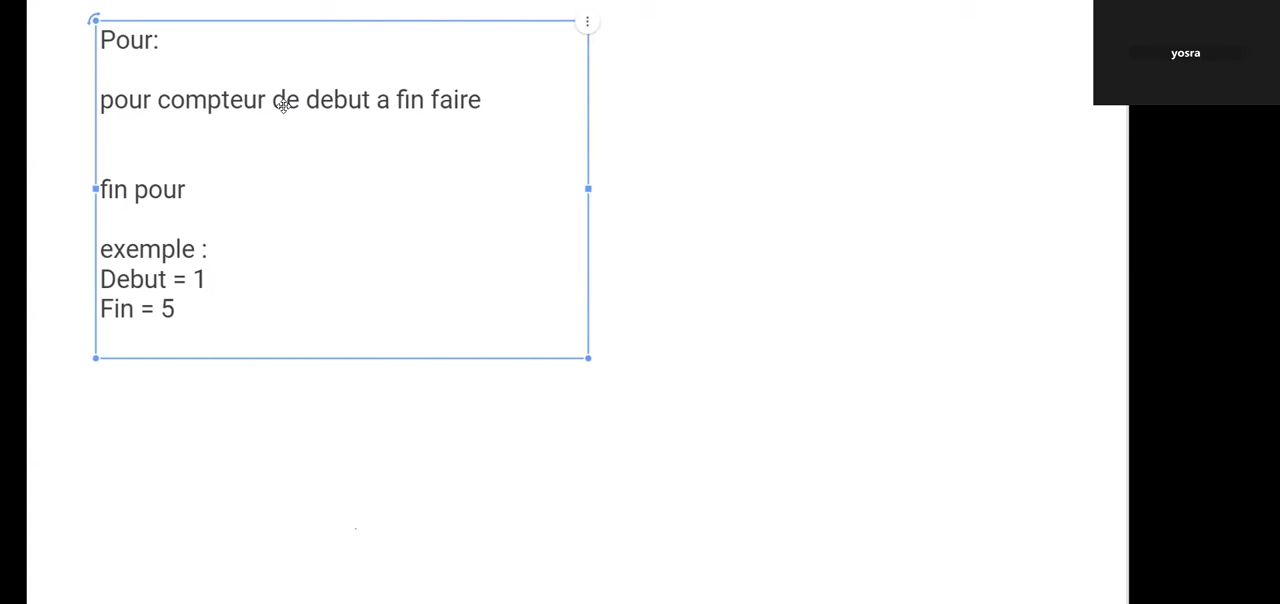 Pour:
pour compteur de debut a fin faire
fin pour
exemple :
Debut = 1
Fin = 5
yosra